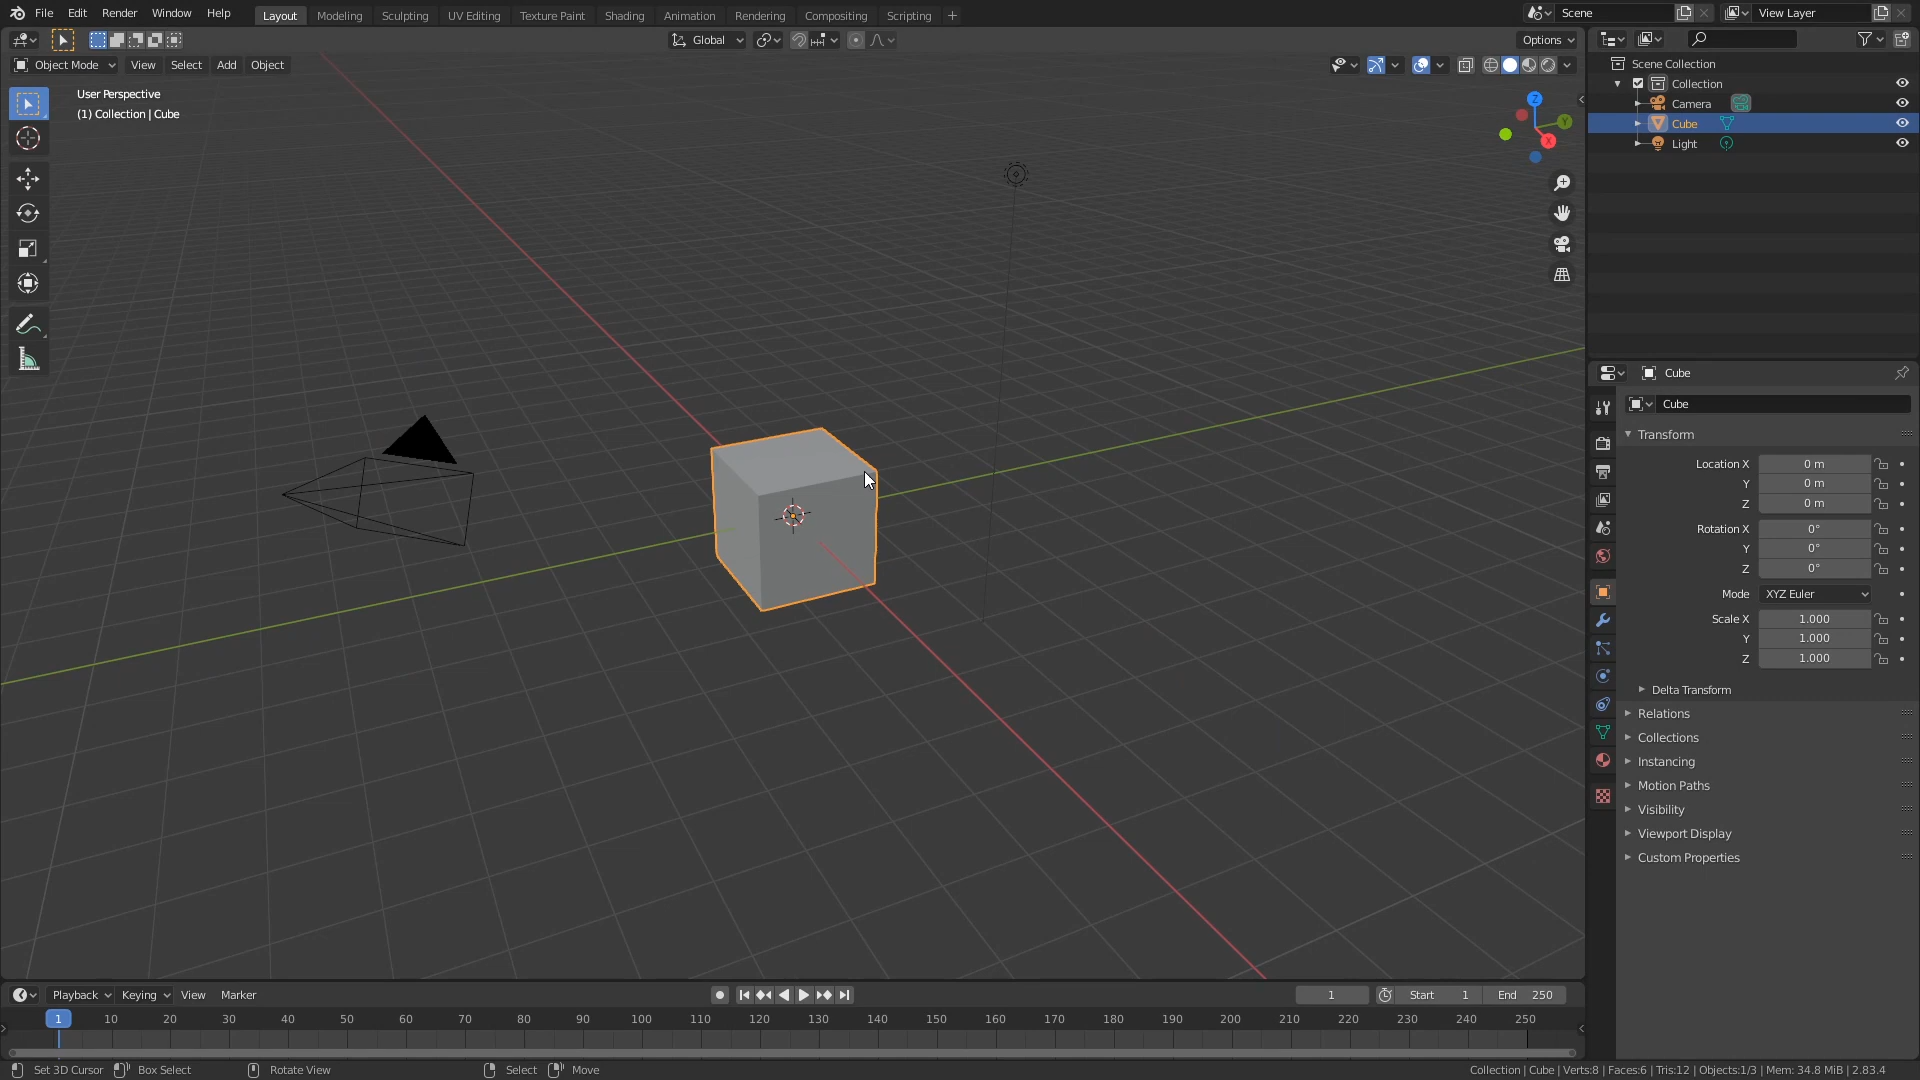 File Edit Render Window Help Layout Modeling Sculpting UV Editing Texture Paint Shading Animation Rendering Compositing Scripting + Scene View Layer
Global Options
Object Mode View Select Add Object
User Perspective
(1) Collection | Cube
Z
Y
X
Scene Collection
Collection
Camera
Cube
Light
Cube
Cube
Transform
Location X 0 m
Y 0 m
Z 0 m
Rotation X 0°
Y 0°
Z 0°
Mode XYZ Euler
Scale X 1.000
Y 1.000
Z 1.000
Delta Transform
Relations
Collections
Instancing
Motion Paths
Visibility
Viewport Display
Custom Properties
Playback Keying View Marker 1 Start 1 End 250
1 10 20 30 40 50 60 70 80 90 100 110 120 130 140 150 160 170 180 190 200 210 220 230 240 250
Set 3D Cursor Box Select Rotate View Select Move Collection | Cube | Verts:8 | Faces:6 | Tris:12 | Objects:1/3 | Mem: 34.8 MiB | 2.83.4